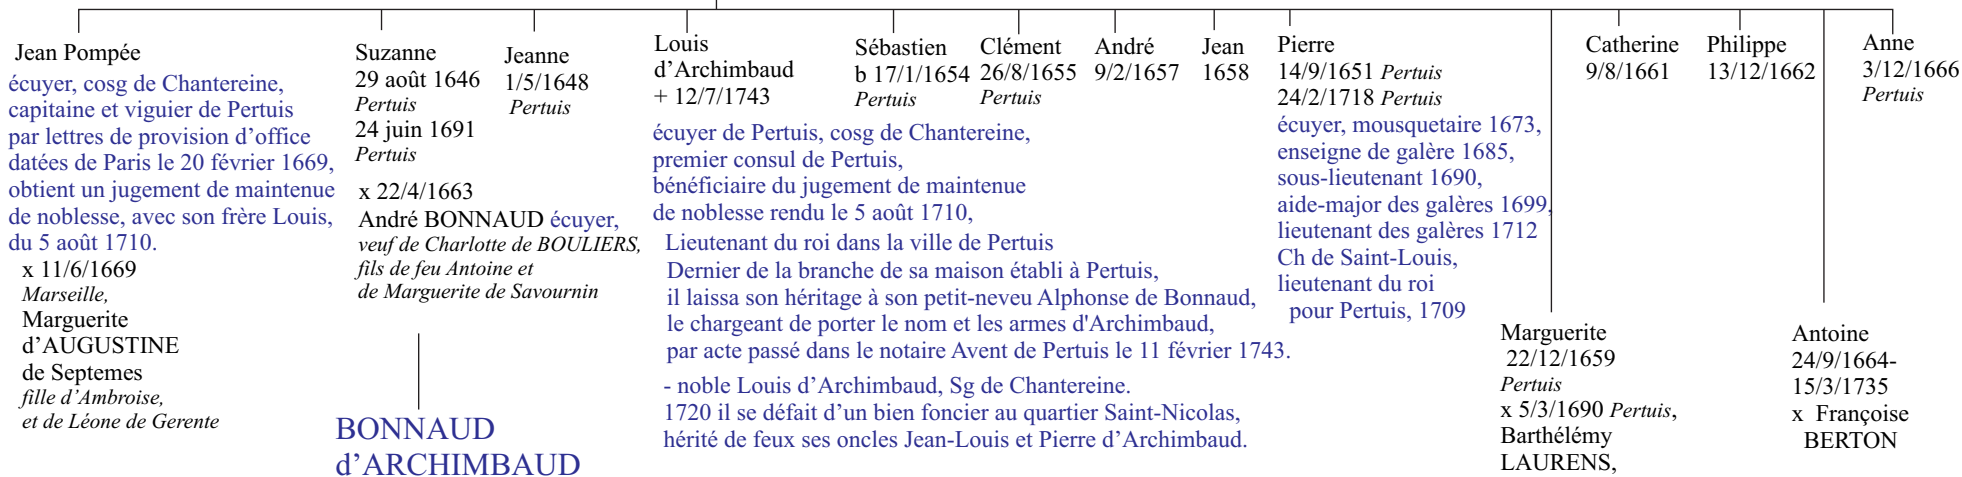 Jean Pompée
écuyer, cosg de Chantereine,
capitaine et viguier de Pertuis
par lettres de provision d’office
datées de Paris le 20 février 1669,
obtient un jugement de maintenue
de noblesse, avec son frère Louis,
du 5 août 1710.
x 11/6/1669
Marseille,
Marguerite
d’AUGUSTINE
de Septemes
fille d’Ambroise,
et de Léone de Gerente
Suzanne
29 août 1646
Pertuis
24 juin 1691
Pertuis
x 22/4/1663
André BONNAUD écuyer,
veuf de Charlotte de BOULIERS,
fils de feu Antoine et
de Marguerite de Savournin
BONNAUD
d’ARCHIMBAUD
Jeanne
1/5/1648
Pertuis
Louis
d’Archimbaud
+ 12/7/1743
écuyer de Pertuis, cosg de Chantereine,
premier consul de Pertuis,
bénéficiaire du jugement de maintenue
de noblesse rendu le 5 août 1710,
Lieutenant du roi dans la ville de Pertuis
Dernier de la branche de sa maison établi à Pertuis,
il laissa son héritage à son petit-neveu Alphonse de Bonnaud,
le chargeant de porter le nom et les armes d'Archimbaud,
par acte passé dans le notaire Avent de Pertuis le 11 février 1743.
- noble Louis d’Archimbaud, Sg de Chantereine.
1720 il se défait d’un bien foncier au quartier Saint-Nicolas,
hérité de feux ses oncles Jean-Louis et Pierre d’Archimbaud.
Sébastien
b 17/1/1654
Pertuis
Clément
26/8/1655
Pertuis
André
9/2/1657
Jean
1658
Pierre
14/9/1651 Pertuis
24/2/1718 Pertuis
écuyer, mousquetaire 1673,
enseigne de galère 1685,
sous-lieutenant 1690,
aide-major des galères 1699,
lieutenant des galères 1712
Ch de Saint-Louis,
lieutenant du roi
pour Pertuis, 1709
Marguerite
22/12/1659
Pertuis
x 5/3/1690 Pertuis,
Barthélémy
LAURENS,
Catherine
9/8/1661
Philippe
13/12/1662
Antoine
24/9/1664-
15/3/1735
x Françoise
BERTON
Anne
3/12/1666
Pertuis